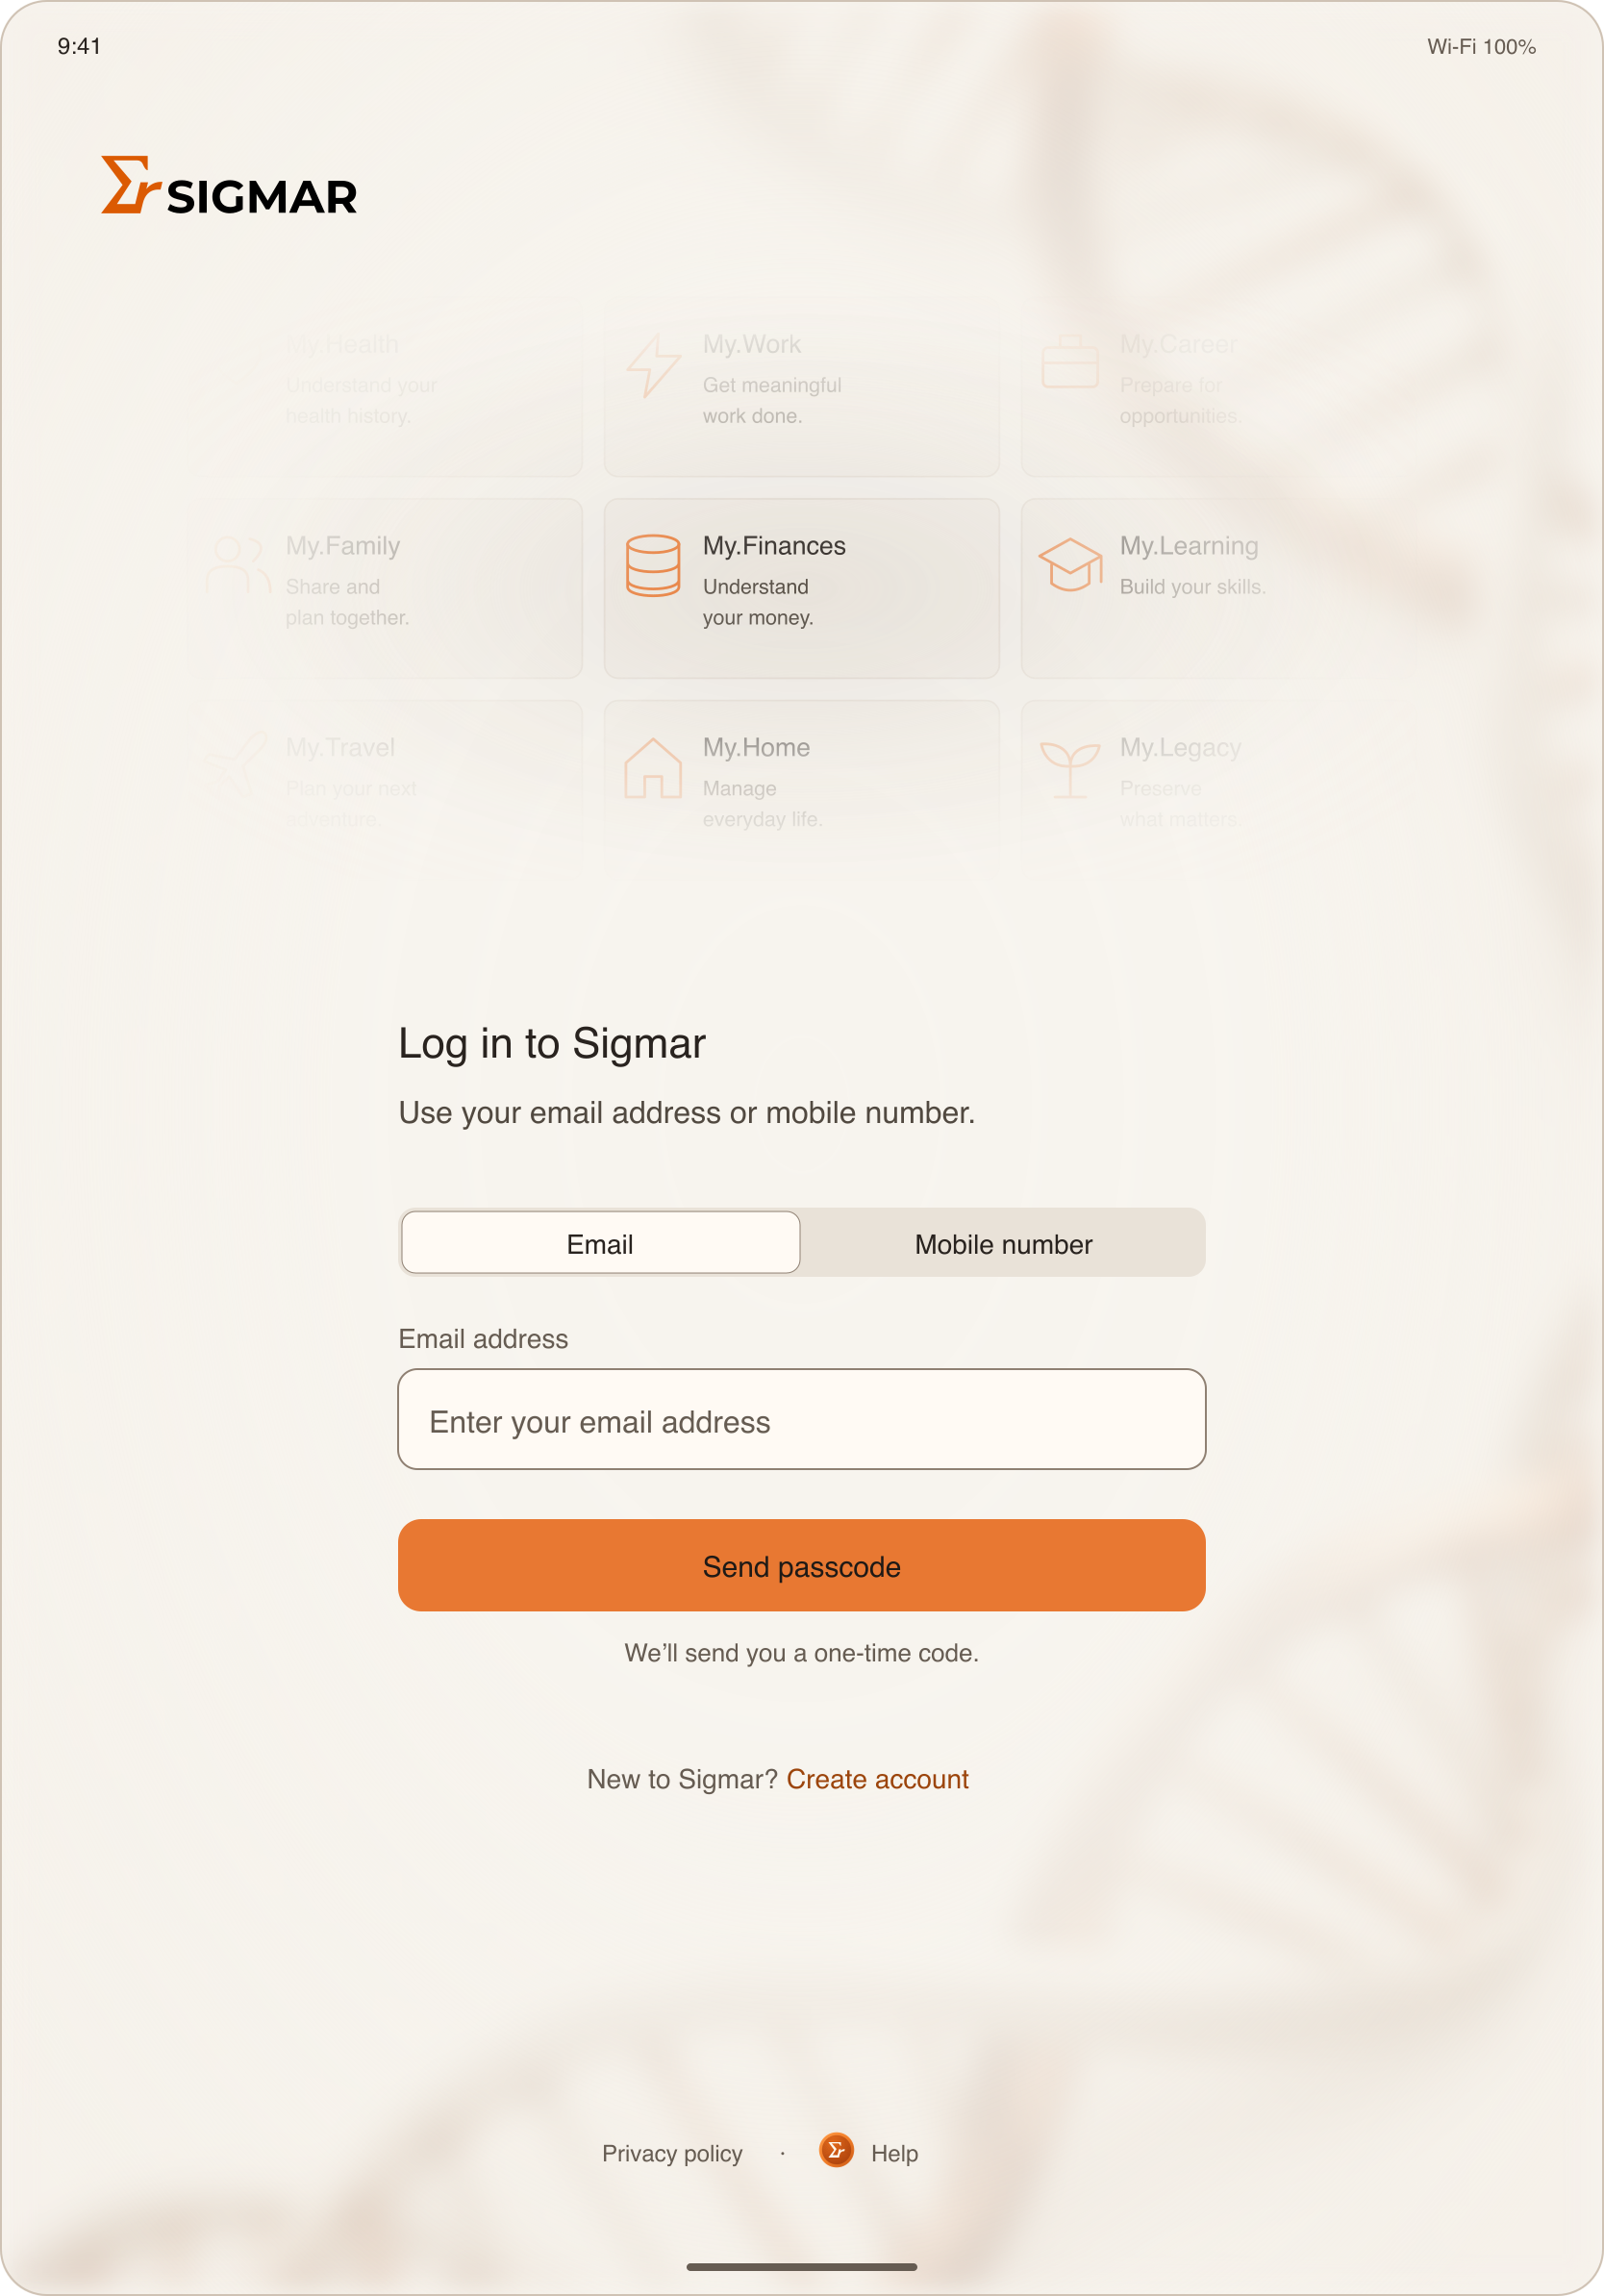 9:41
Wi-Fi 100%
Σr SIGMAR
My.Health
Understand your
health history.
My.Work
Get meaningful
work done.
My.Career
Prepare for
opportunities.
My.Family
Share and
plan together.
My.Finances
Understand
your money.
My.Learning
Build your skills.
My.Travel
Plan your next
adventure.
My.Home
Manage
everyday life.
My.Legacy
Preserve
what matters.
Log in to Sigmar
Use your email address or mobile number.
Email
Mobile number
Email address
Enter your email address
Send passcode
We’ll send you a one-time code.
New to Sigmar? Create account
Privacy policy · Σr Help